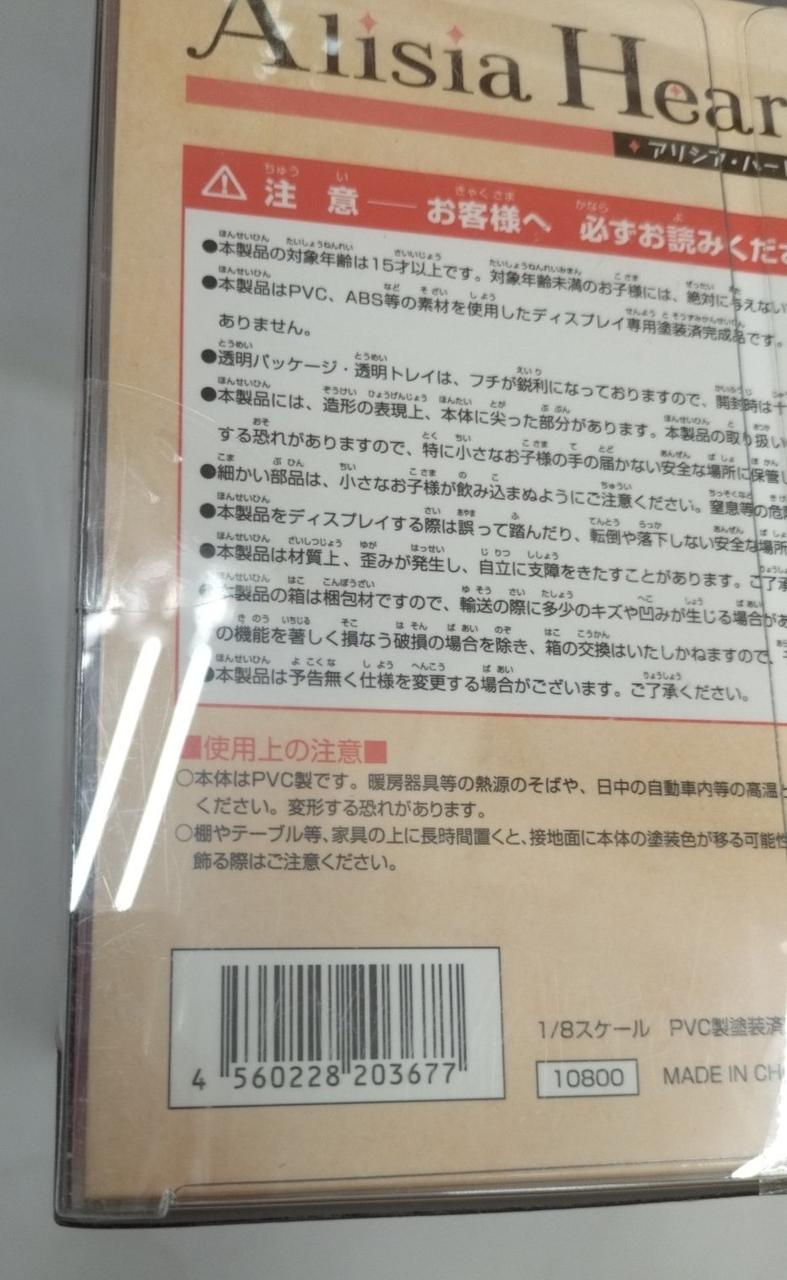 Alisia Hear
アリシア・ハート
⚠ 注意 — お客様へ 必ずお読みくださ
●本製品の対象年齢は15才以上です。対象年齢未満のお子様には、絶対に与えない
●本製品はPVC、ABS等の素材を使用したディスプレイ専用塗装済完成品です。
ありません。
●透明パッケージ・透明トレイは、フチが鋭利になっておりますので、開封時は十
●本製品には、造形の表現上、本体に尖った部分があります。本製品の取り扱い
する恐れがありますので、特に小さなお子様の手の届かない安全な場所に保管し
●細かい部品は、小さなお子様が飲み込まぬようにご注意ください。窒息等の危
●本製品をディスプレイする際は誤って踏んだり、転倒や落下しない安全な場所
●本製品は材質上、歪みが発生し、自立に支障をきたすことがあります。ご了承
●本製品の箱は梱包材ですので、輸送の際に多少のキズや凹みが生じる場合があ
の機能を著しく損なう破損の場合を除き、箱の交換はいたしかねますので、
●本製品は予告無く仕様を変更する場合がございます。ご了承ください。
■使用上の注意■
○本体はPVC製です。暖房器具等の熱源のそばや、日中の自動車内等の高温と
ください。変形する恐れがあります。
○棚やテーブル等、家具の上に長時間置くと、接地面に本体の塗装色が移る可能性
飾る際はご注意ください。
1/8スケール PVC製塗装済
4 560228 203677
10800 MADE IN CH